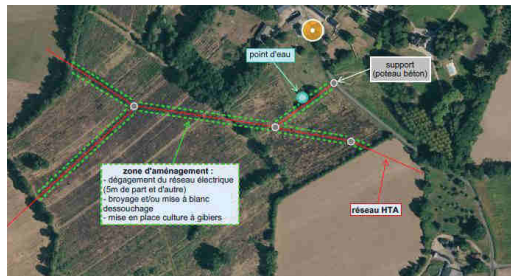 point d'eau
support
(poteau béton)
zone d'aménagement :
- dégagement du réseau électrique
(5m de part et d'autre)
- broyage et/ou mise à blanc
dessouchage
- mise en place culture à gibiers
réseau HTA